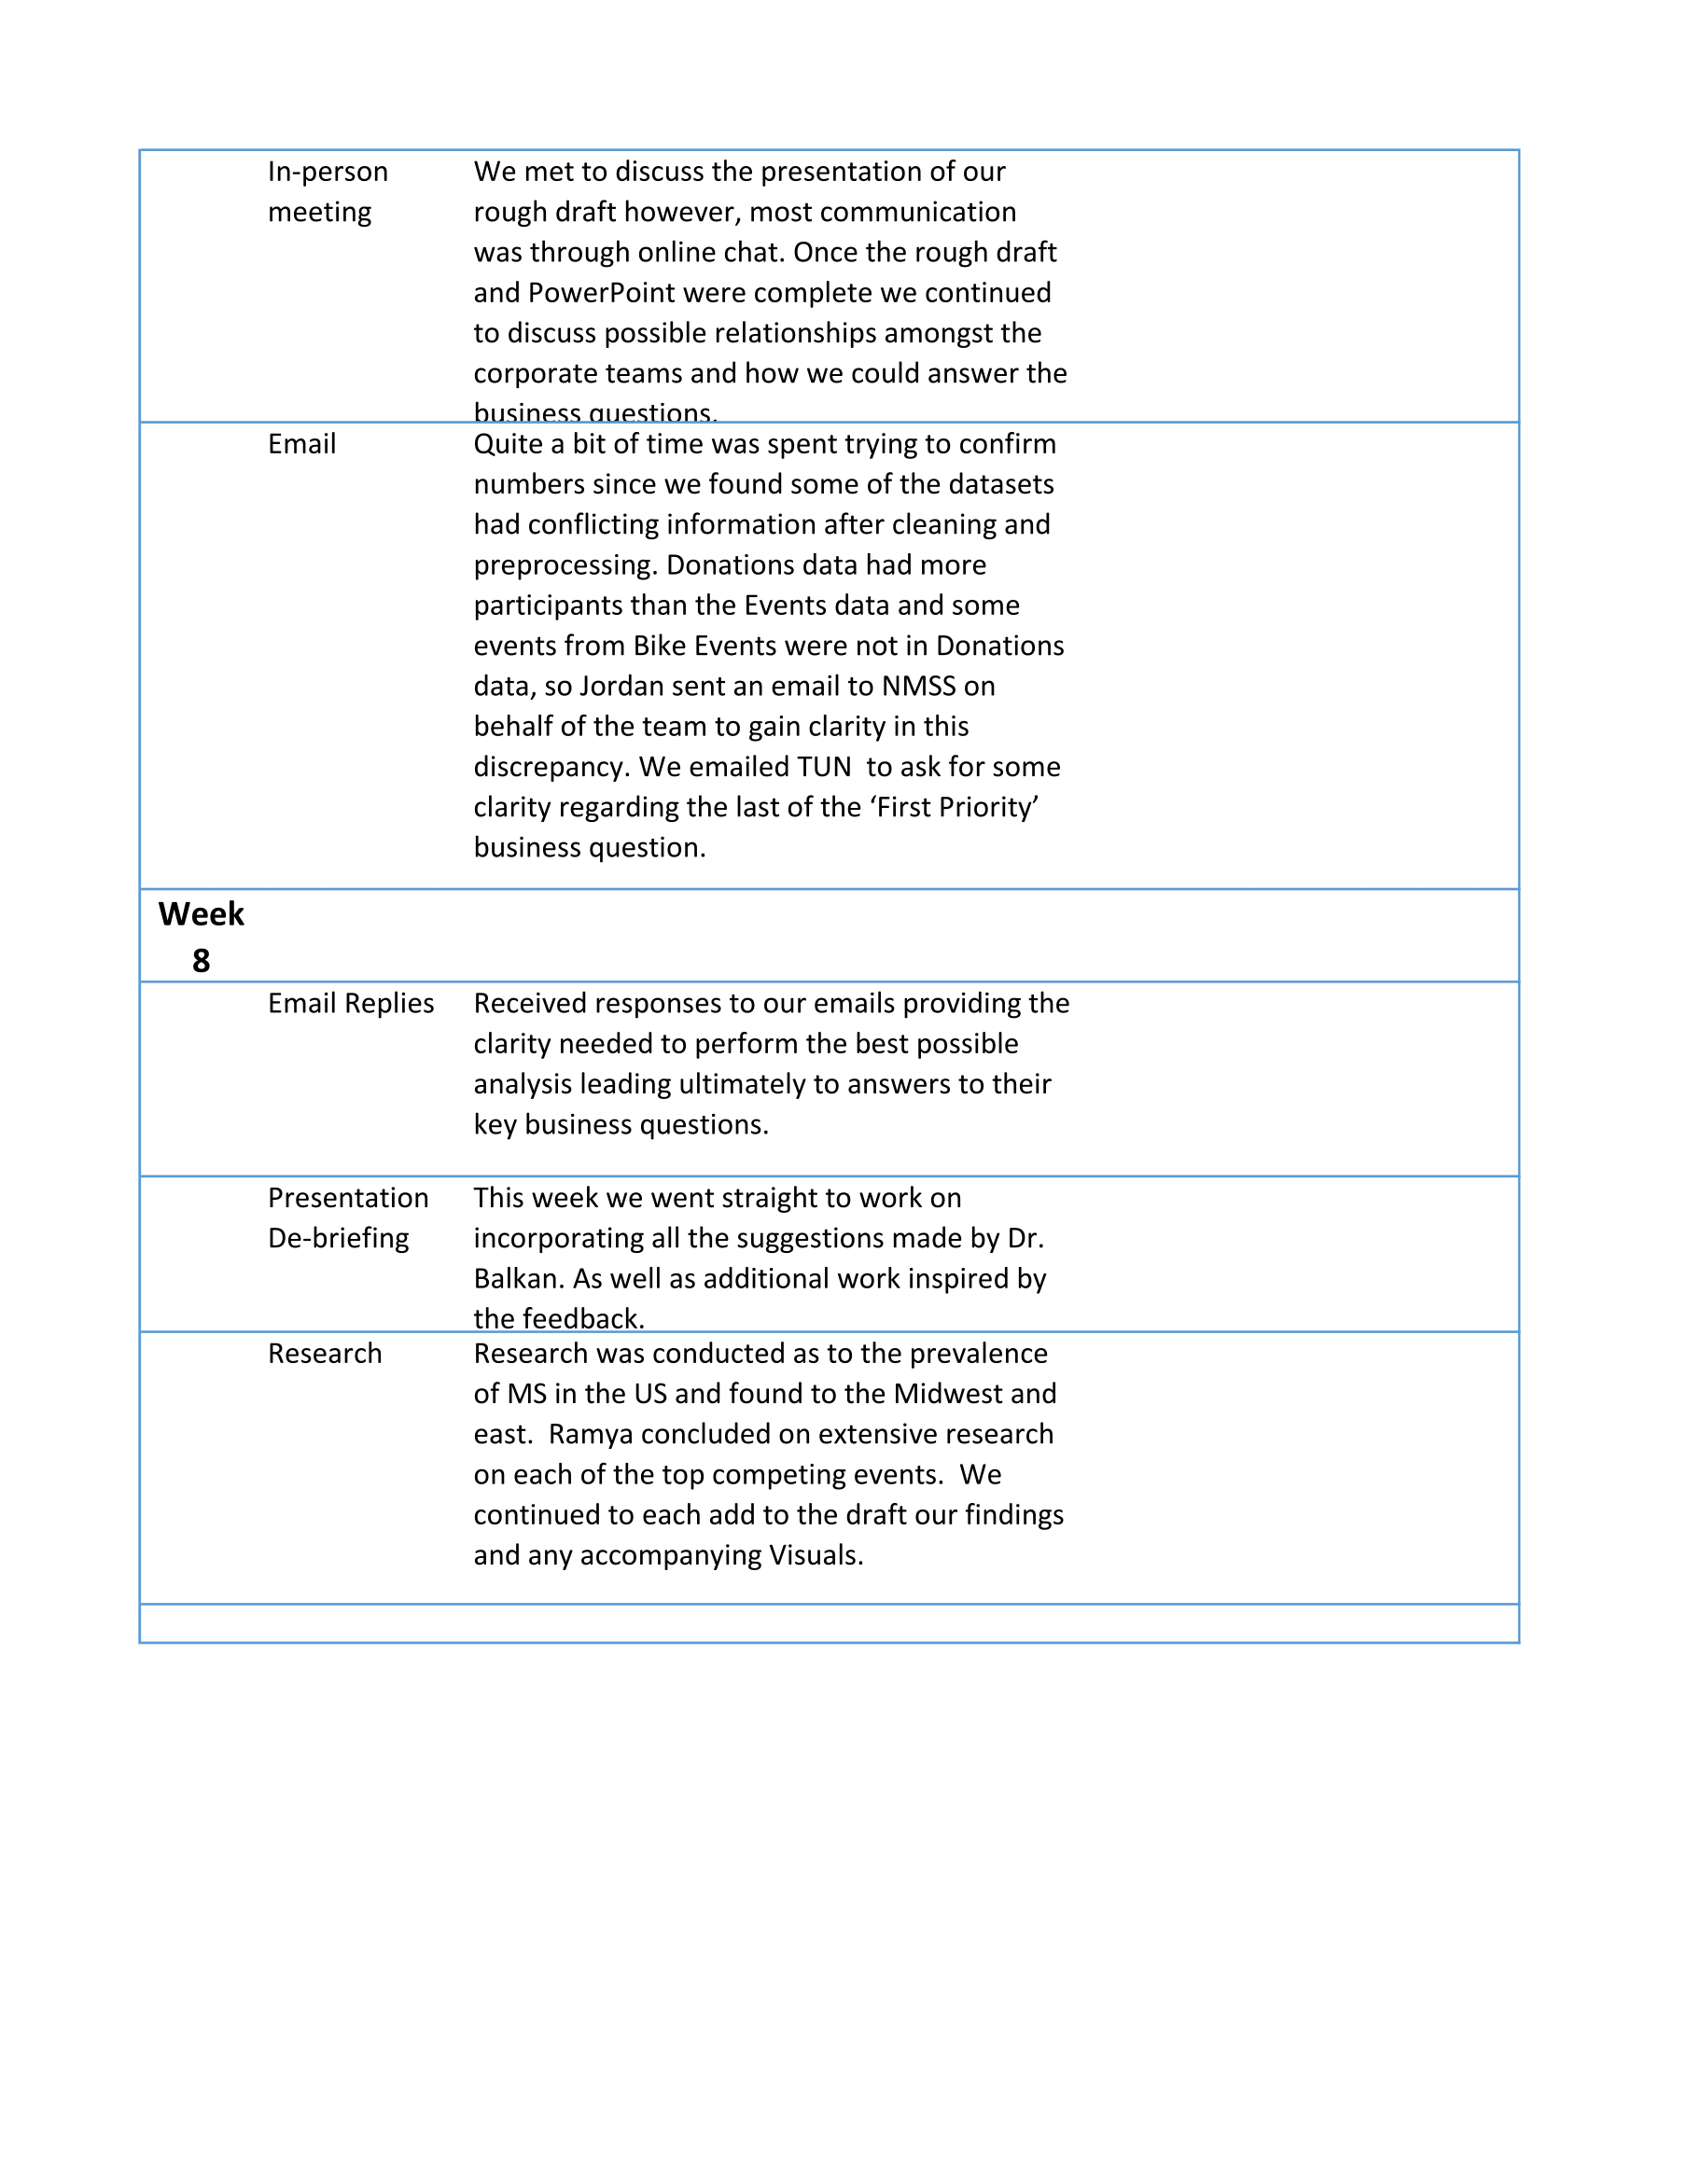 In-person
meeting
We met to discuss the presentation of our
rough draft however, most communication
was through online chat. Once the rough draft
and PowerPoint were complete we continued
to discuss possible relationships amongst the
corporate teams and how we could answer the
business questions.
Email
Quite a bit of time was spent trying to confirm
numbers since we found some of the datasets
had conflicting information after cleaning and
preprocessing. Donations data had more
participants than the Events data and some
events from Bike Events were not in Donations
data, so Jordan sent an email to NMSS on
behalf of the team to gain clarity in this
discrepancy. We emailed TUN  to ask for some
clarity regarding the last of the ‘First Priority’
business question.
Week
8
Email Replies
Received responses to our emails providing the
clarity needed to perform the best possible
analysis leading ultimately to answers to their
key business questions.
Presentation
De-briefing
This week we went straight to work on
incorporating all the suggestions made by Dr.
Balkan. As well as additional work inspired by
the feedback.
Research
Research was conducted as to the prevalence
of MS in the US and found to the Midwest and
east.  Ramya concluded on extensive research
on each of the top competing events.  We
continued to each add to the draft our findings
and any accompanying Visuals.